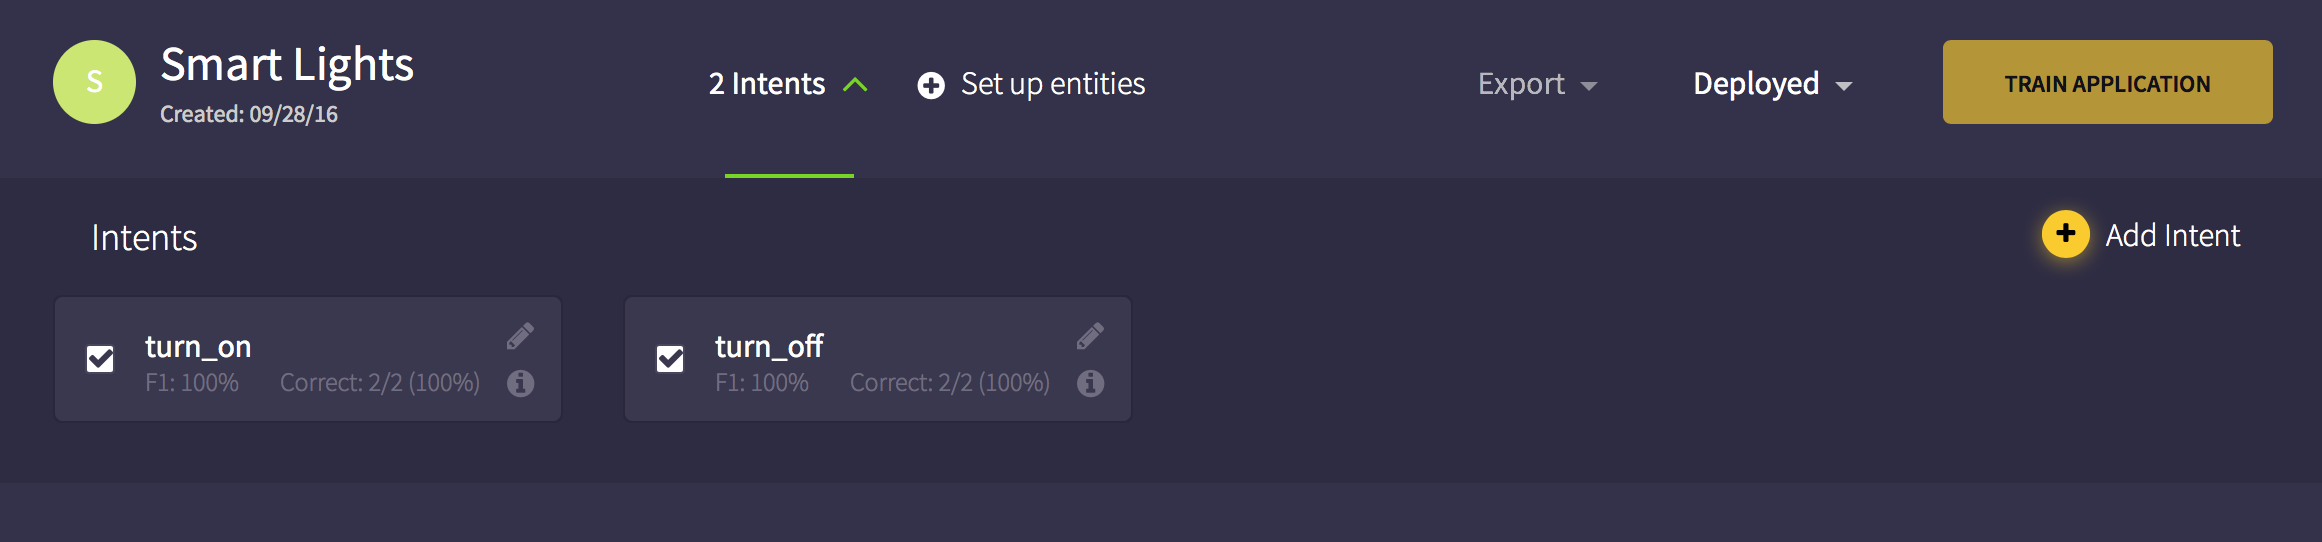 S
Smart Lights
Created: 09/28/16
2 Intents
Set up entities
Export
Deployed
TRAIN APPLICATION
Intents
Add Intent
turn_on
F1: 100% Correct: 2/2 (100%)
turn_off
F1: 100% Correct: 2/2 (100%)